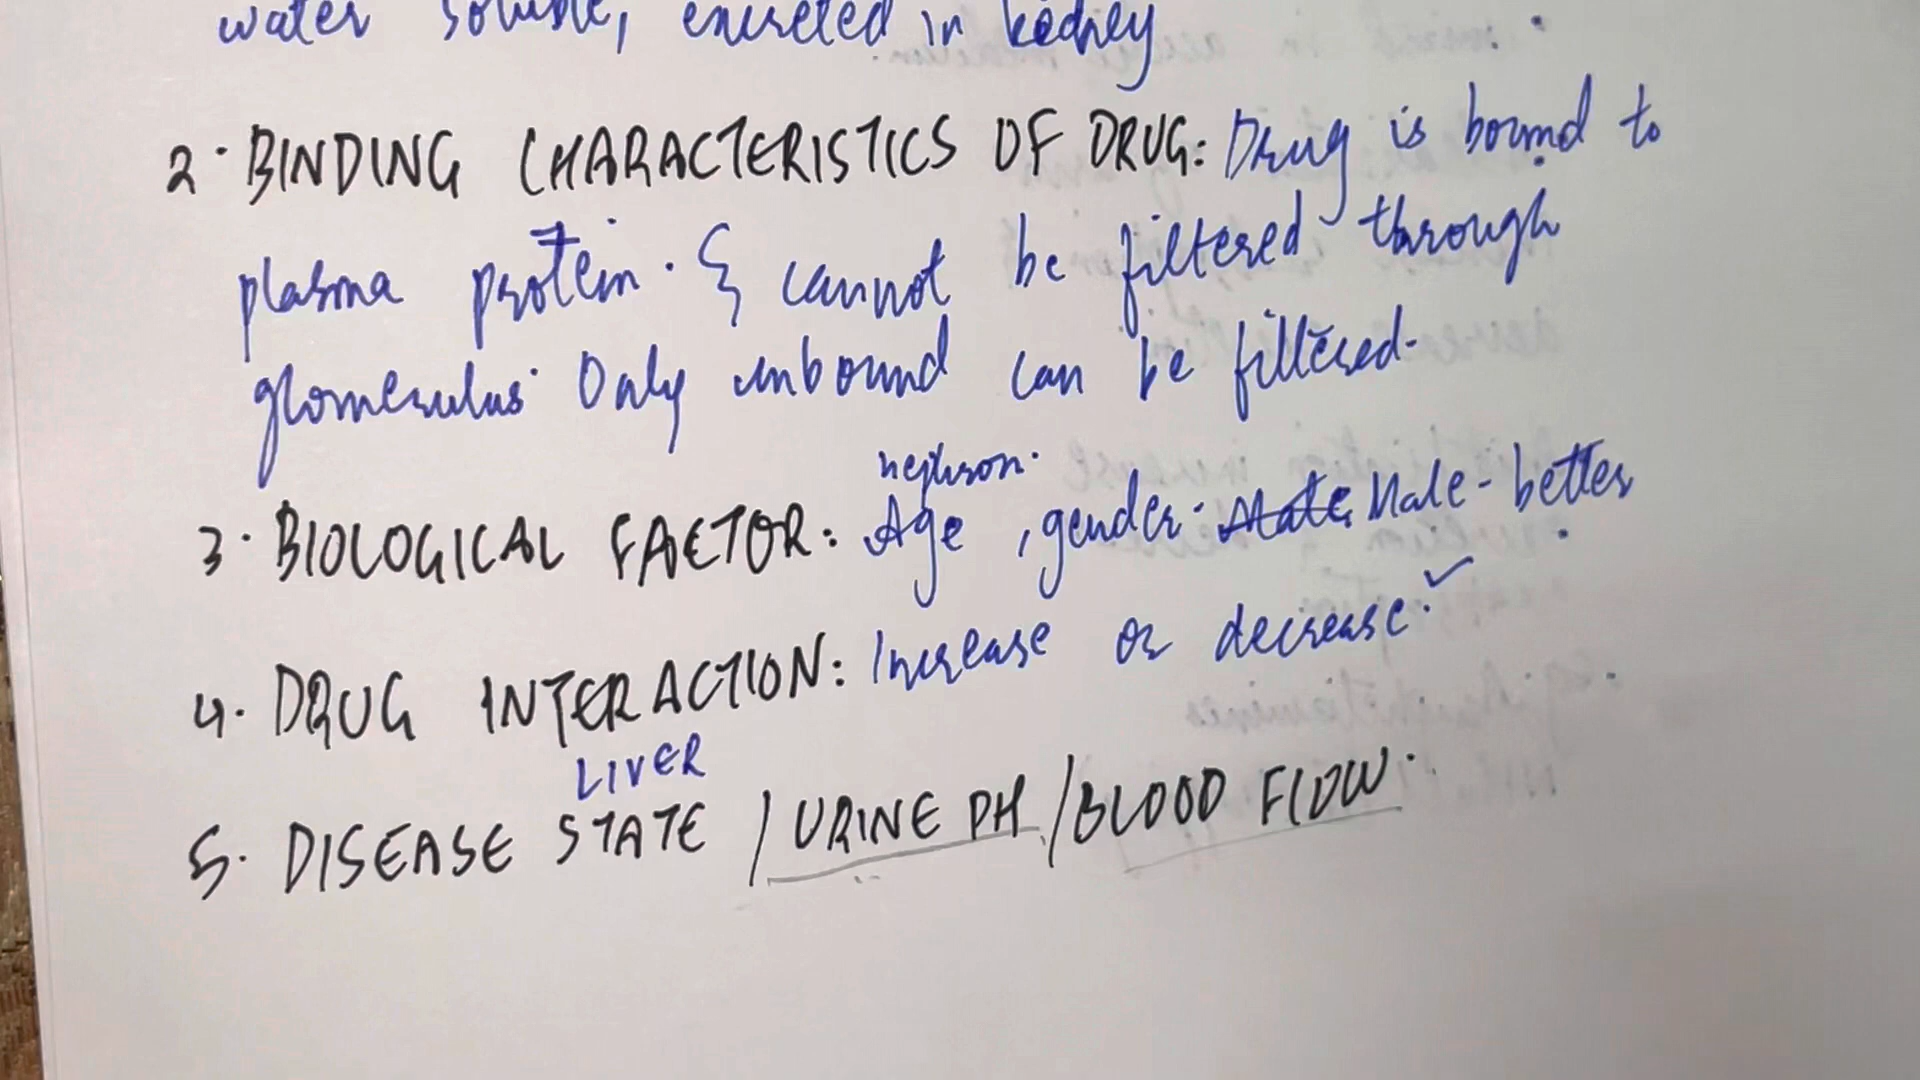 water soluble, excreted in kidney
2. BINDING CHARACTERISTICS OF DRUG: Drug is bound to
plasma protein. & cannot be filtered through
glomerulus. Only unbound can be filtered.
nephron.
3. BIOLOGICAL FACTOR: Age, gender. Male Male - better
4. DRUG INTERACTION: Increase or decrease. ✓
LIVER
5. DISEASE STATE / URINE PH / BLOOD FLOW.